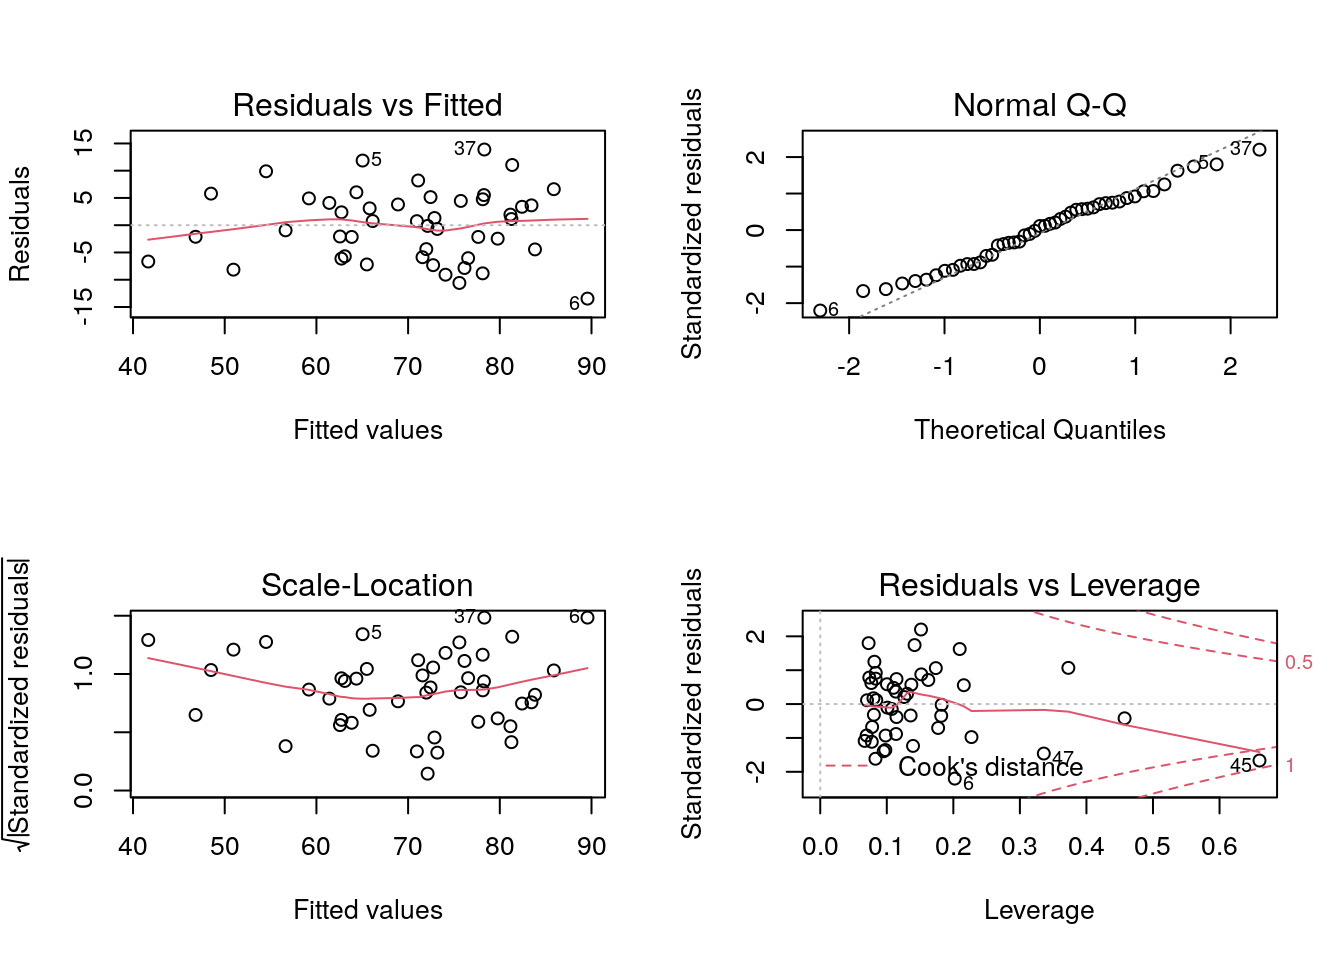 Residuals vs Fitted
Residuals
15
5
-5
-15
5
37
6
40 50 60 70 80 90
Fitted values
Normal Q-Q
Standardized residuals
2
0
-2
37
5
6
-2 -1 0 1 2
Theoretical Quantiles
Scale-Location
√|Standardized residuals|
1.0
0.0
37
6
5
40 50 60 70 80 90
Fitted values
Residuals vs Leverage
Standardized residuals
2
0
-2
0.5
1
47
45
6
Cook's distance
0.0 0.1 0.2 0.3 0.4 0.5 0.6
Leverage